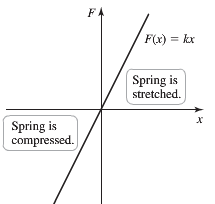 F
F(x) = kx
Spring is
stretched.
x
Spring is
compressed.